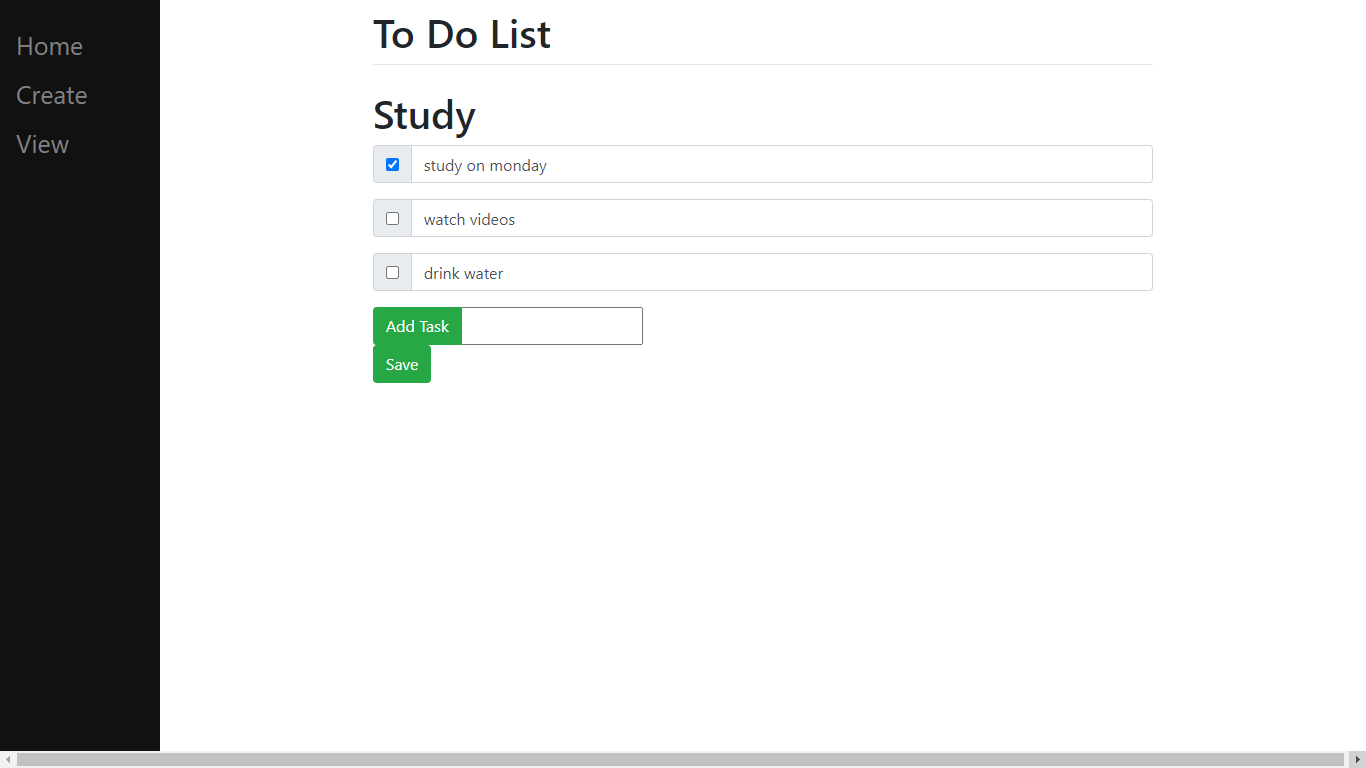 Home
Create
View
To Do List
Study
study on monday
watch videos
drink water
Add Task
Save